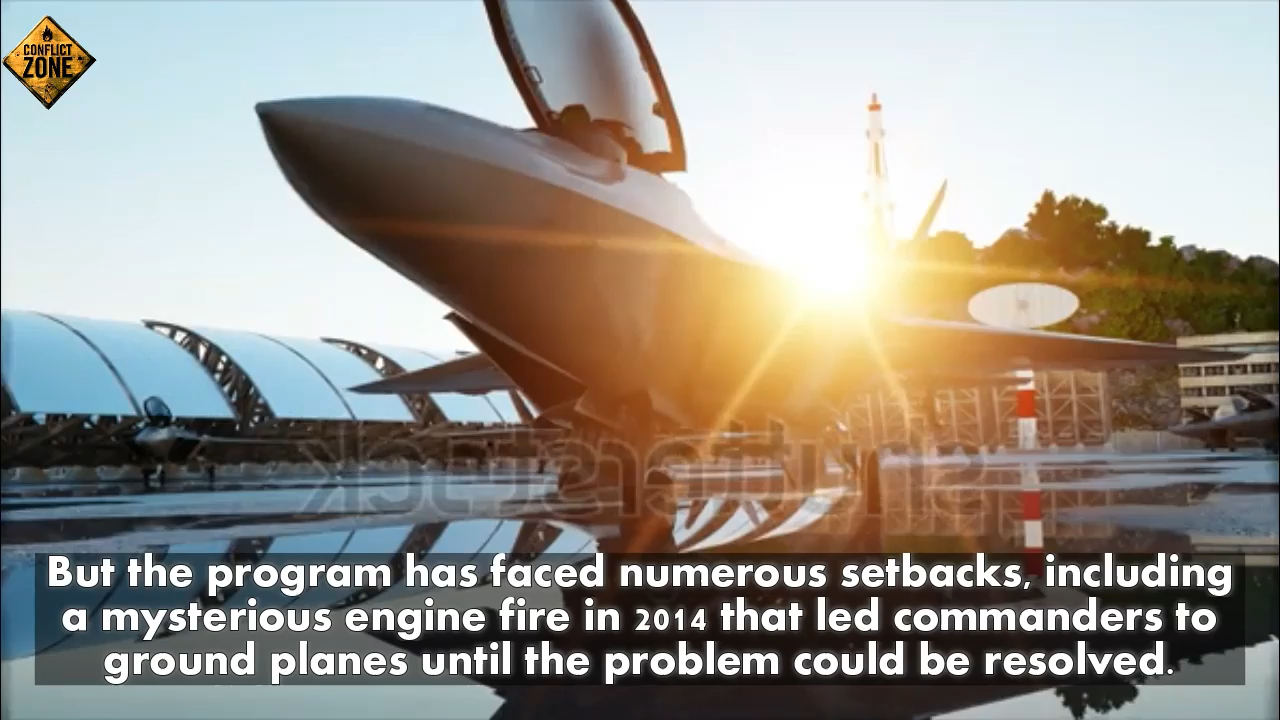 CONFLICT
ZONE
shutterstock
But the program has faced numerous setbacks, including
a mysterious engine fire in 2014 that led commanders to
ground planes until the problem could be resolved.